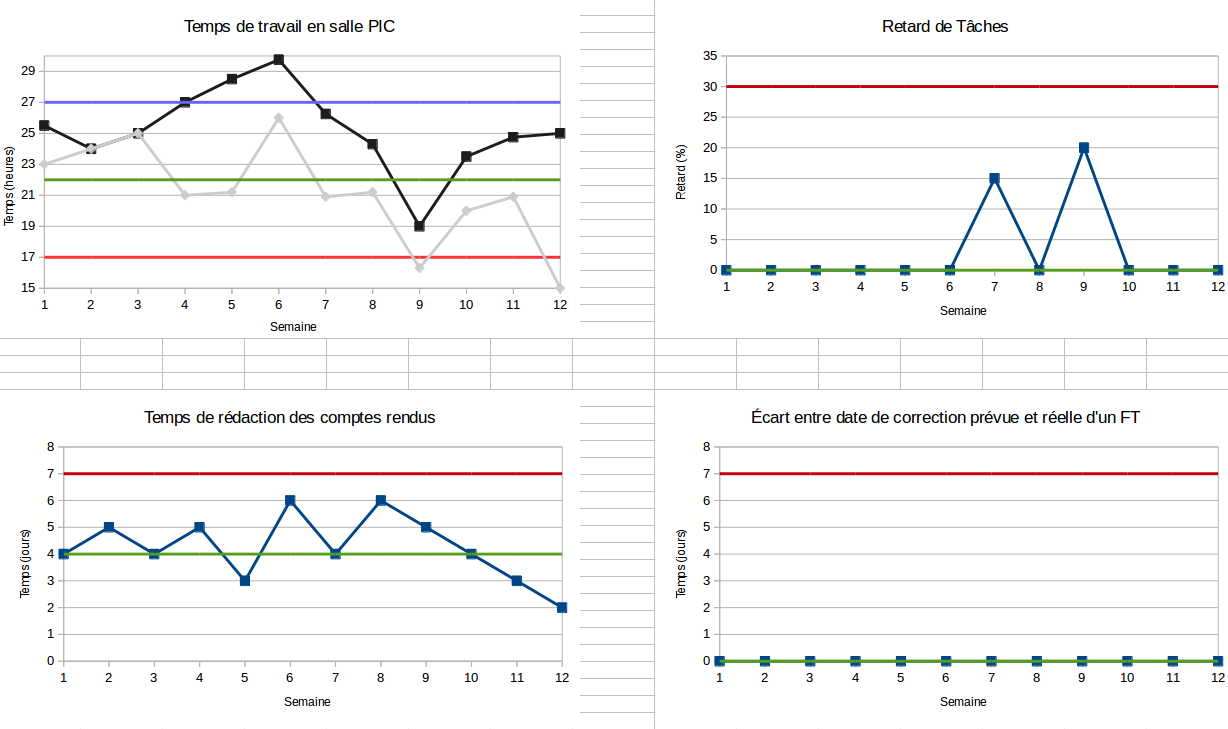 Temps de travail en salle PIC
29
27
25
23
21
19
17
15
Temps (heures)
1 2 3 4 5 6 7 8 9 10 11 12
Semaine
Retard de Tâches
35
30
25
20
15
10
5
0
Retard (%)
1 2 3 4 5 6 7 8 9 10 11 12
Semaine
Temps de rédaction des comptes rendus
8
7
6
5
4
3
2
1
0
Temps (jours)
1 2 3 4 5 6 7 8 9 10 11 12
Semaine
Écart entre date de correction prévue et réelle d'un FT
8
7
6
5
4
3
2
1
0
Temps (jours)
1 2 3 4 5 6 7 8 9 10 11 12
Semaine